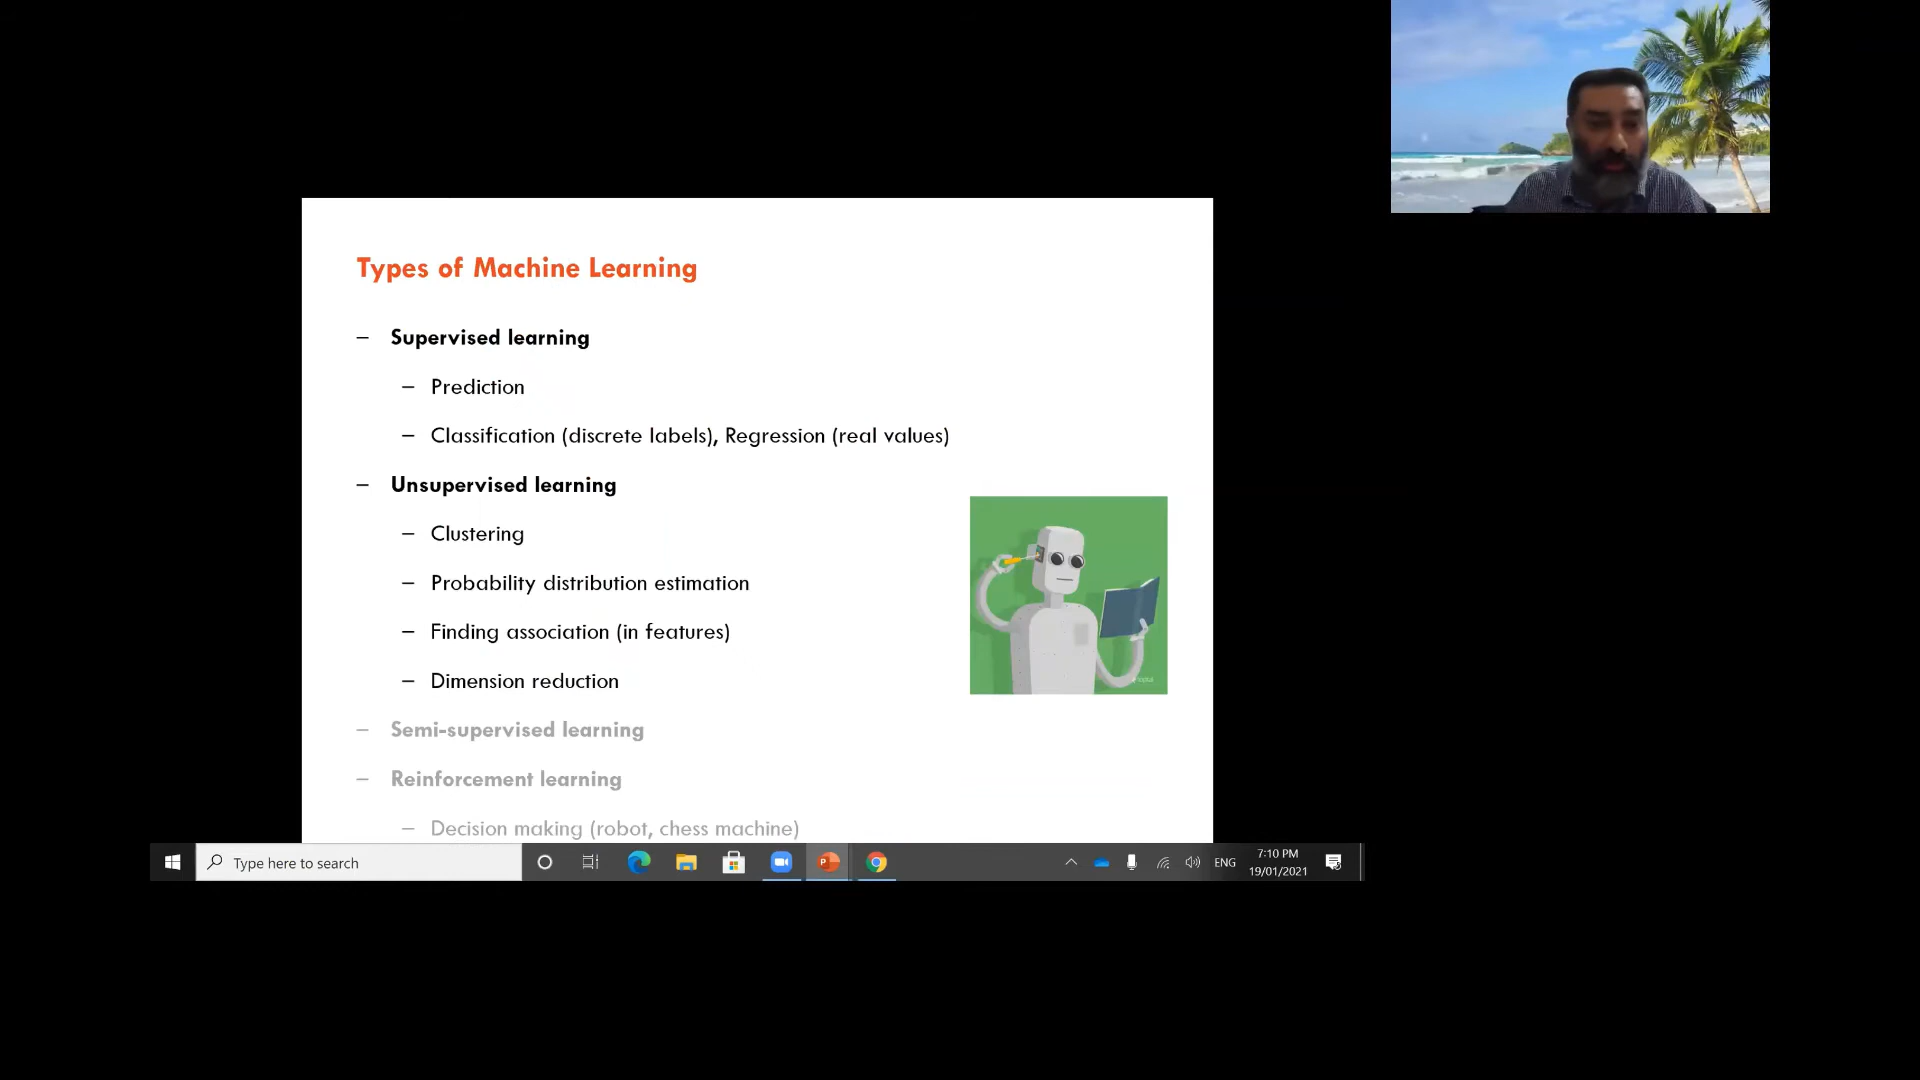 Types of Machine Learning
– Supervised learning
– Prediction
– Classification (discrete labels), Regression (real values)
– Unsupervised learning
– Clustering
– Probability distribution estimation
– Finding association (in features)
– Dimension reduction
– Semi-supervised learning
– Reinforcement learning
– Decision making (robot, chess machine)
Type here to search
ENG
7:10 PM
19/01/2021